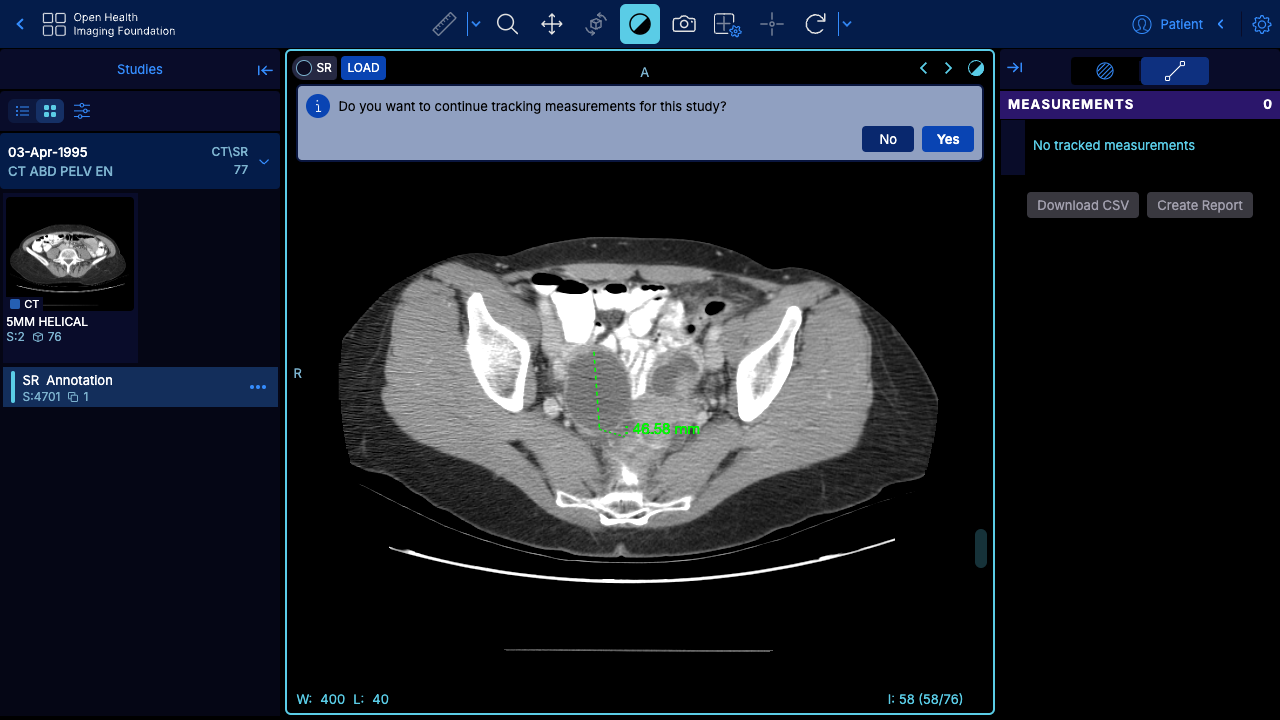 Open Health
Imaging Foundation
Patient
Studies
03-Apr-1995
CT\SR
CT ABD PELV EN
77
CT
5MM HELICAL
S:2 76
SR Annotation
S:4701 1
SR
LOAD
A
Do you want to continue tracking measurements for this study?
No
Yes
R
46.58 mm
W: 400 L: 40
I: 58 (58/76)
MEASUREMENTS
0
No tracked measurements
Download CSV
Create Report